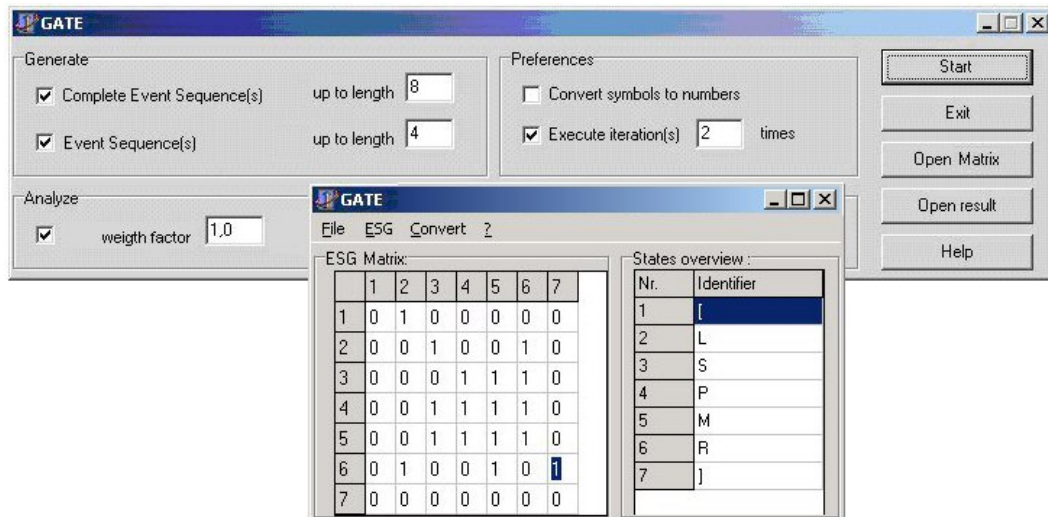 GATE
Generate
Complete Event Sequence(s) up to length 8
Event Sequence(s) up to length 4
Preferences
Convert symbols to numbers
Execute iteration(s) 2 times
Start
Exit
Open Matrix
Open result
Help
Analyze
weigth factor 1,0
GATE
File ESG Convert ?
ESG Matrix:
1 2 3 4 5 6 7
1 0 1 0 0 0 0 0
2 0 0 1 0 0 1 0
3 0 0 0 1 1 1 0
4 0 0 1 1 1 1 0
5 0 0 1 1 1 1 0
6 0 1 0 0 1 0 1
7 0 0 0 0 0 0 0
States overview :
Nr. Identifier
1 [
2 L
3 S
4 P
5 M
6 R
7 ]